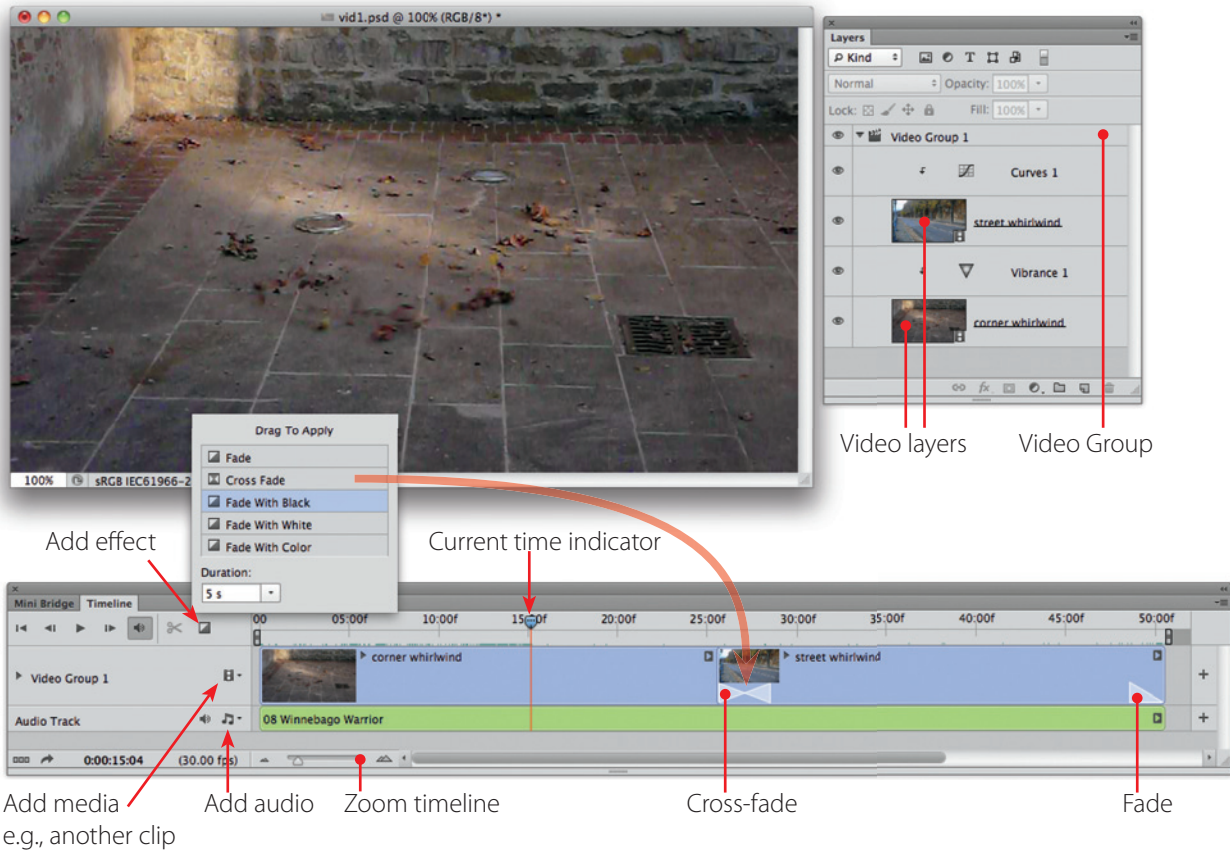 vid1.psd @ 100% (RGB/8*) *
Layers
Kind
Normal
Opacity: 100%
Lock:
Fill: 100%
Video Group 1
Curves 1
street whirlwind
Vibrance 1
corner whirlwind
Video layers
Video Group
100%
sRGB IEC61966-2
Drag To Apply
Fade
Cross Fade
Fade With Black
Fade With White
Fade With Color
Duration:
5 s
Add effect
Current time indicator
Mini Bridge
Timeline
00 05:00f 10:00f 15:00f 20:00f 25:00f 30:00f 35:00f 40:00f 45:00f 50:00f
Video Group 1
corner whirlwind
street whirlwind
Audio Track
08 Winnebago Warrior
0:00:15:04
(30.00 fps)
Add media
e.g., another clip
Add audio
Zoom timeline
Cross-fade
Fade